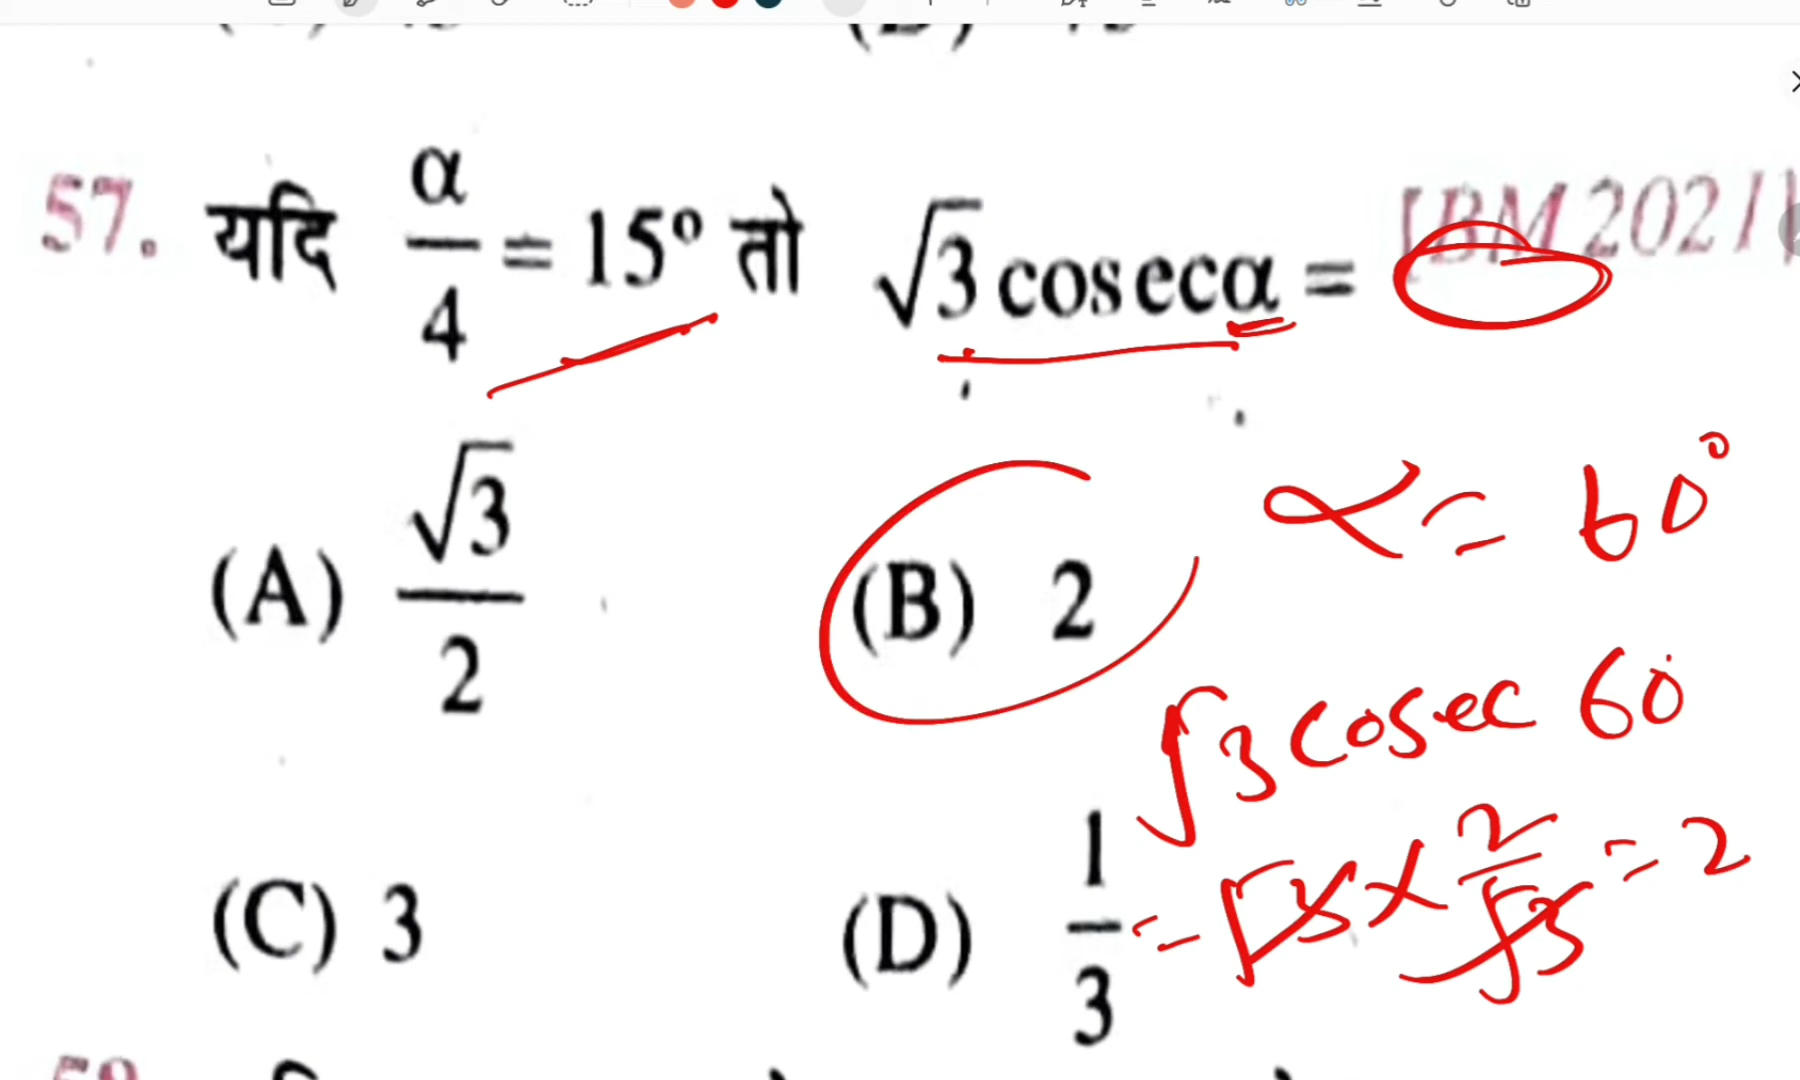 57. यदि α/4 = 15° तो √3 cosecα = [BM 2021]
(A) √3/2 (B) 2
α = 60°
√3 cosec 60°
= √3 × 2/√3 = 2
(C) 3 (D) 1/3